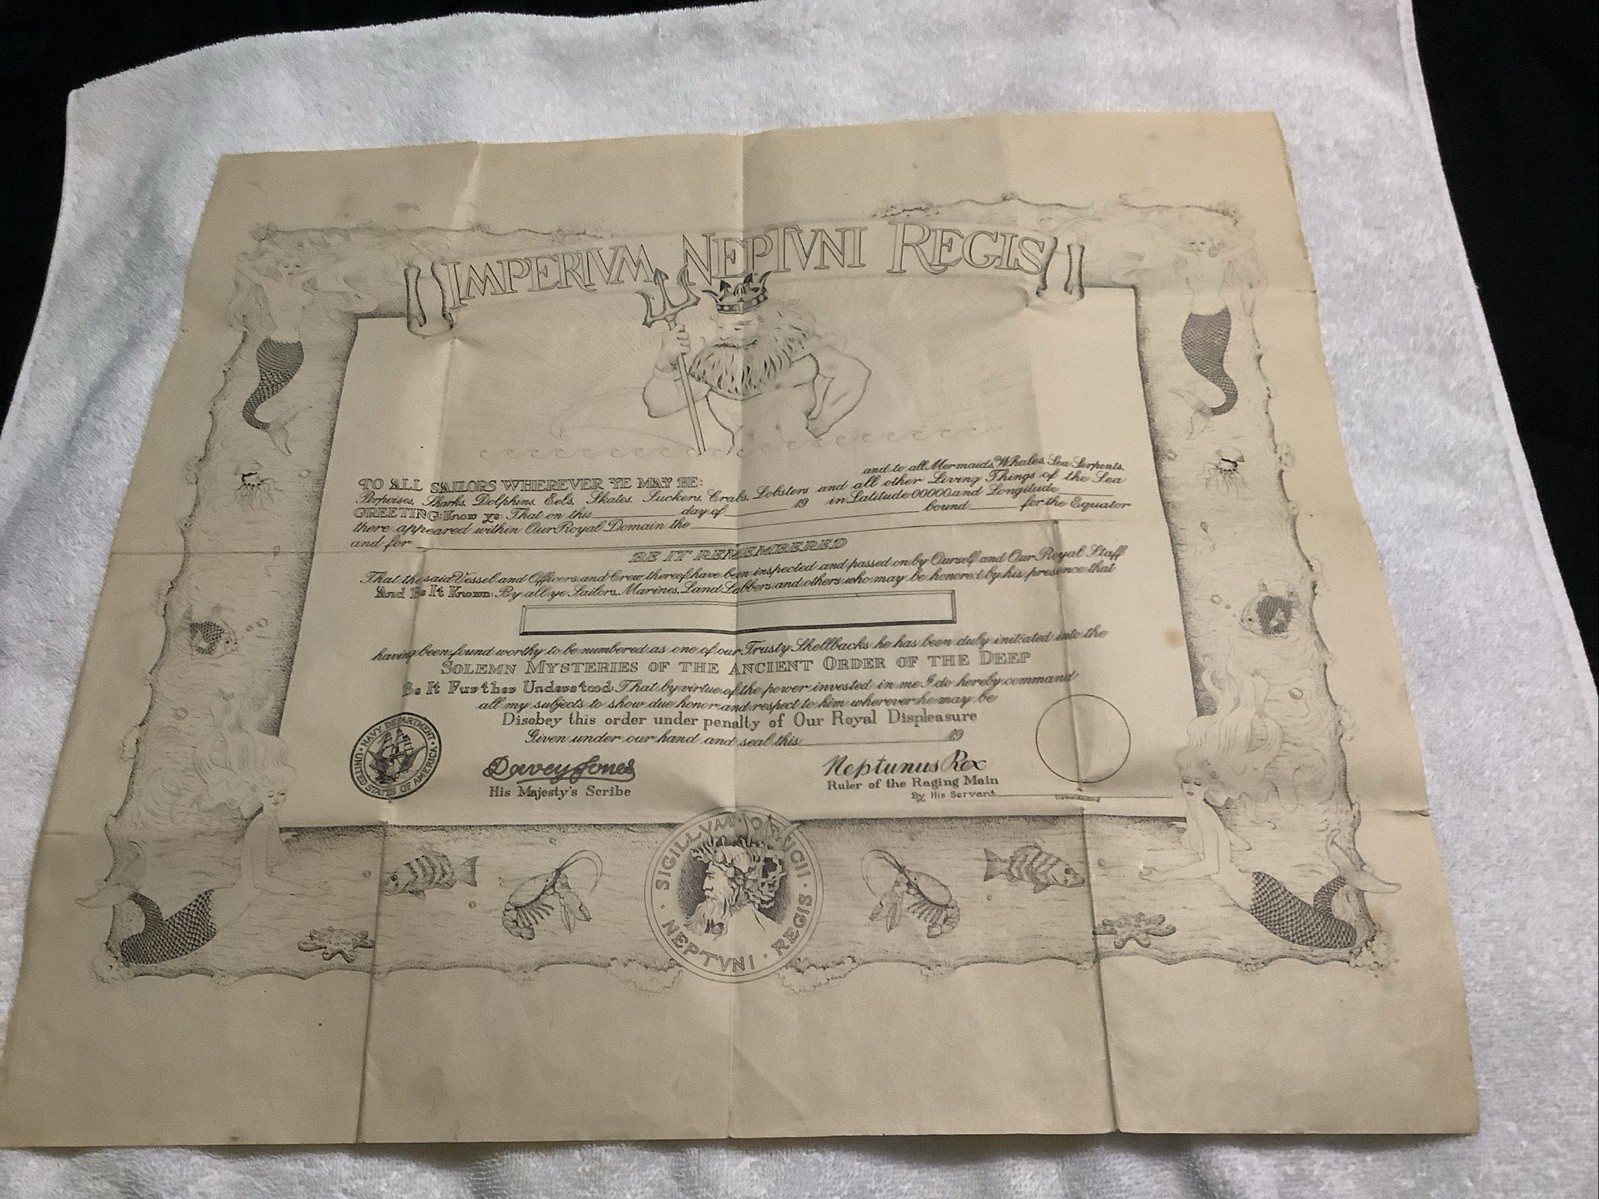 IMPERIVM NEPTVNI REGIS
TO ALL SAILORS WHEREVER YE MAY BE: and to all Mermaids, Whales, Sea Serpents,
Porpoises, Sharks, Dolphins, Eels, Skates, Suckers, Crabs, Lobsters and all other Living Things of the Sea
GREETING: Know ye: That on this day of 19 in Latitude 00000 and Longitude
there appeared within Our Royal Domain the bound for the Equator
and for
BE IT REMEMBERED
That the said Vessel and Officers and Crew thereof have been inspected and passed on by Ourself and Our Royal Staff
And Be It Known: By all ye Sailors, Marines, Land Lubbers and others who may be honored by his presence that
having been found worthy to be numbered as one of our Trusty Shellbacks he has been duly initiated into the
SOLEMN MYSTERIES OF THE ANCIENT ORDER OF THE DEEP
Be It Further Understood: That by virtue of the power invested in me I do hereby command
all my subjects to show due honor and respect to him wherever he may be
Disobey this order under penalty of Our Royal Displeasure
Given under our hand and seal this 19
NAVY DEPARTMENT
UNITED STATES OF AMERICA
Davey Jones
His Majesty's Scribe
Neptunus Rex
Ruler of the Raging Main
By His Servant
SIGILLVM
NEPTVNI · REGIS